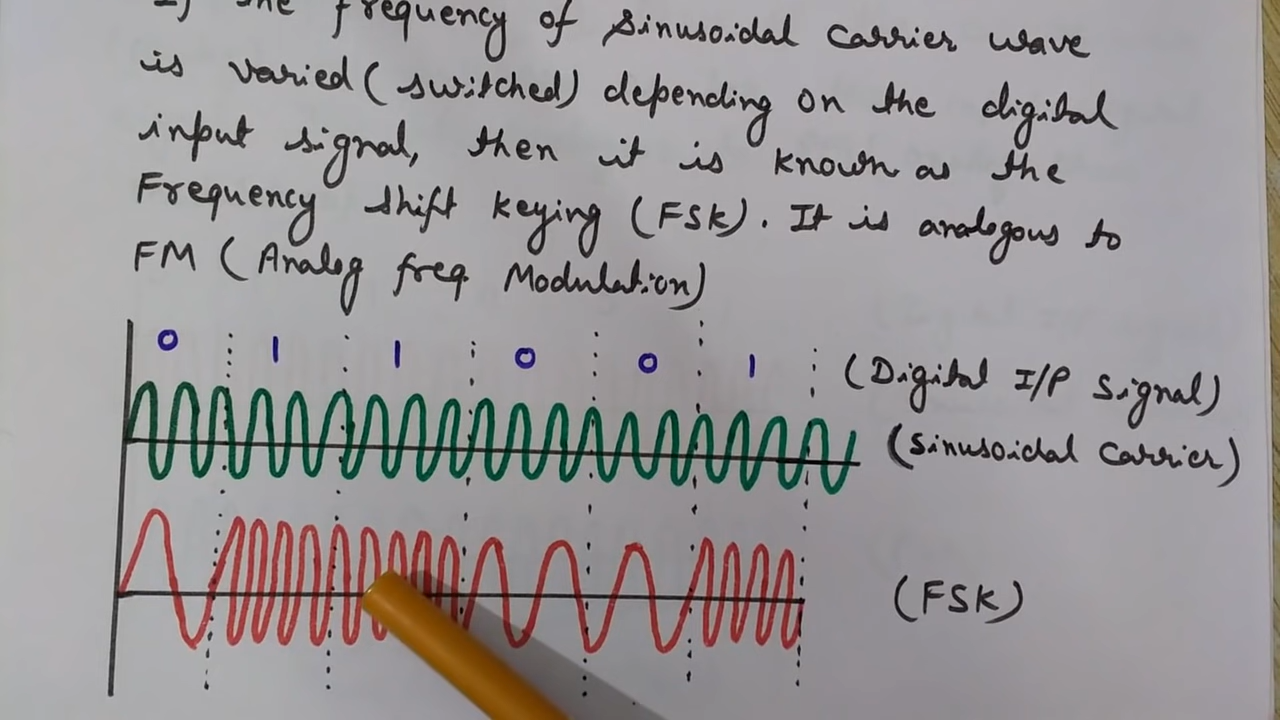 the frequency of sinusoidal carrier wave
is varied (switched) depending on the digital
input signal, then it is known as the
Frequency shift keying (FSK). It is analogous to
FM (Analog freq. Modulation)
0 1 1 0 0 1 (Digital I/P signal)
(Sinusoidal Carrier)
(FSK)